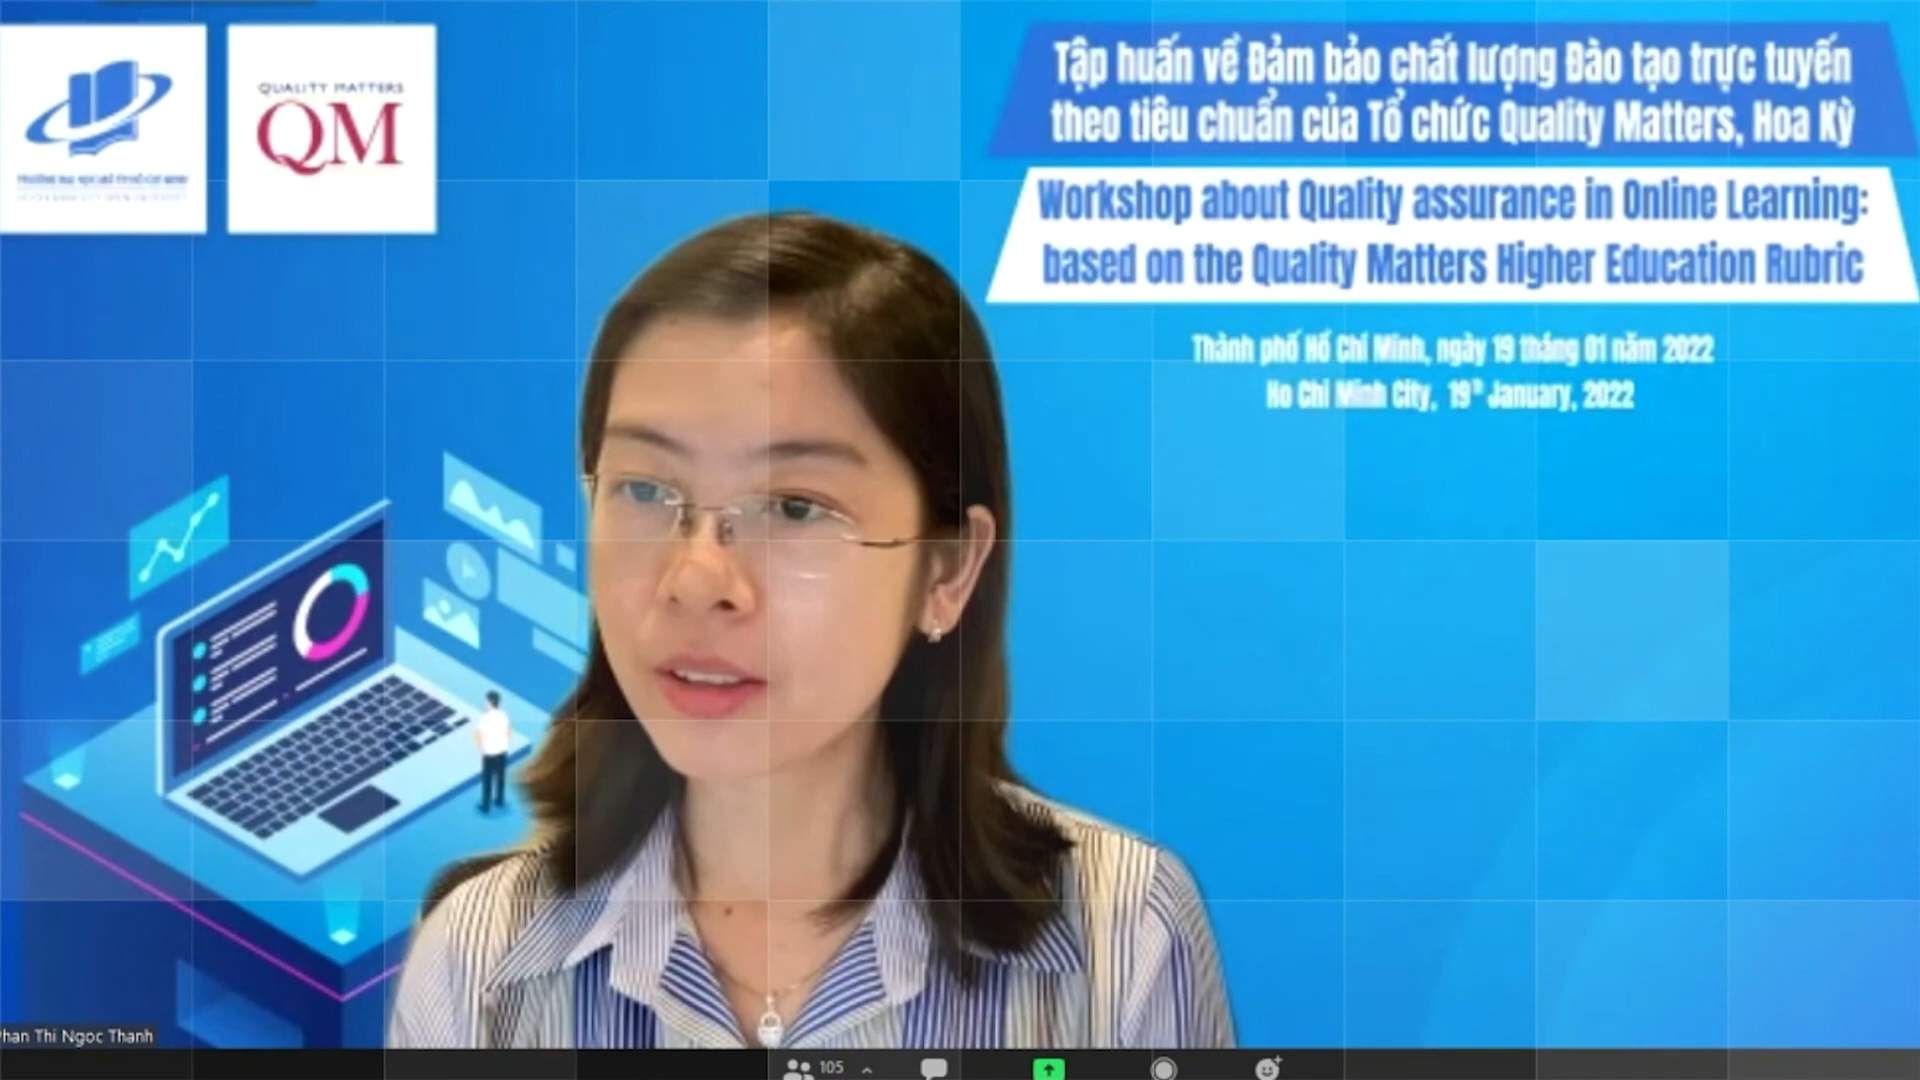 QUALITY MATTERS
QM
Tập huấn về Đảm bảo chất lượng Đào tạo trực tuyến
theo tiêu chuẩn của Tổ chức Quality Matters, Hoa Kỳ
Workshop about Quality assurance in Online Learning:
based on the Quality Matters Higher Education Rubric
Thành phố Hồ Chí Minh, ngày 19 tháng 01 năm 2022
Ho Chi Minh City, 19th January, 2022
Thi Ngoc Thanh
105